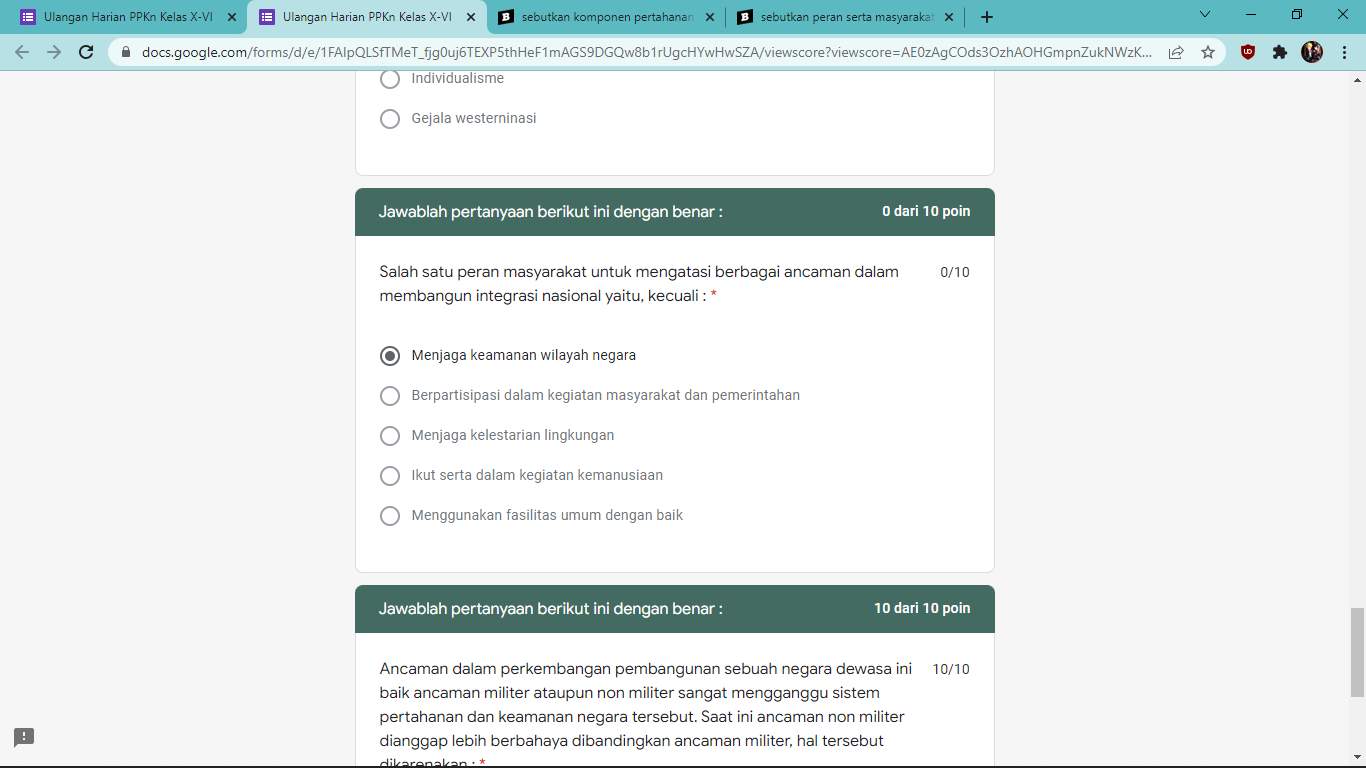 Ulangan Harian PPKn Kelas X-VI
Ulangan Harian PPKn Kelas X-VI
sebutkan komponen pertahanan
sebutkan peran serta masyarakat
docs.google.com/forms/d/e/1FAIpQLSfTMeT_fjg0uj6TEXP5thHeF1mAGS9DGQw8b1rUgcHYwHwSZA/viewscore?viewscore=AE0zAgCOds3OzhAOHGmpnZukNWzK...
Individualisme
Gejala westerninasi
Jawablah pertanyaan berikut ini dengan benar :
0 dari 10 poin
Salah satu peran masyarakat untuk mengatasi berbagai ancaman dalam
0/10
membangun integrasi nasional yaitu, kecuali : *
Menjaga keamanan wilayah negara
Berpartisipasi dalam kegiatan masyarakat dan pemerintahan
Menjaga kelestarian lingkungan
Ikut serta dalam kegiatan kemanusiaan
Menggunakan fasilitas umum dengan baik
Jawablah pertanyaan berikut ini dengan benar :
10 dari 10 poin
Ancaman dalam perkembangan pembangunan sebuah negara dewasa ini
10/10
baik ancaman militer ataupun non militer sangat mengganggu sistem
pertahanan dan keamanan negara tersebut. Saat ini ancaman non militer
dianggap lebih berbahaya dibandingkan ancaman militer, hal tersebut
dikarenakan : *